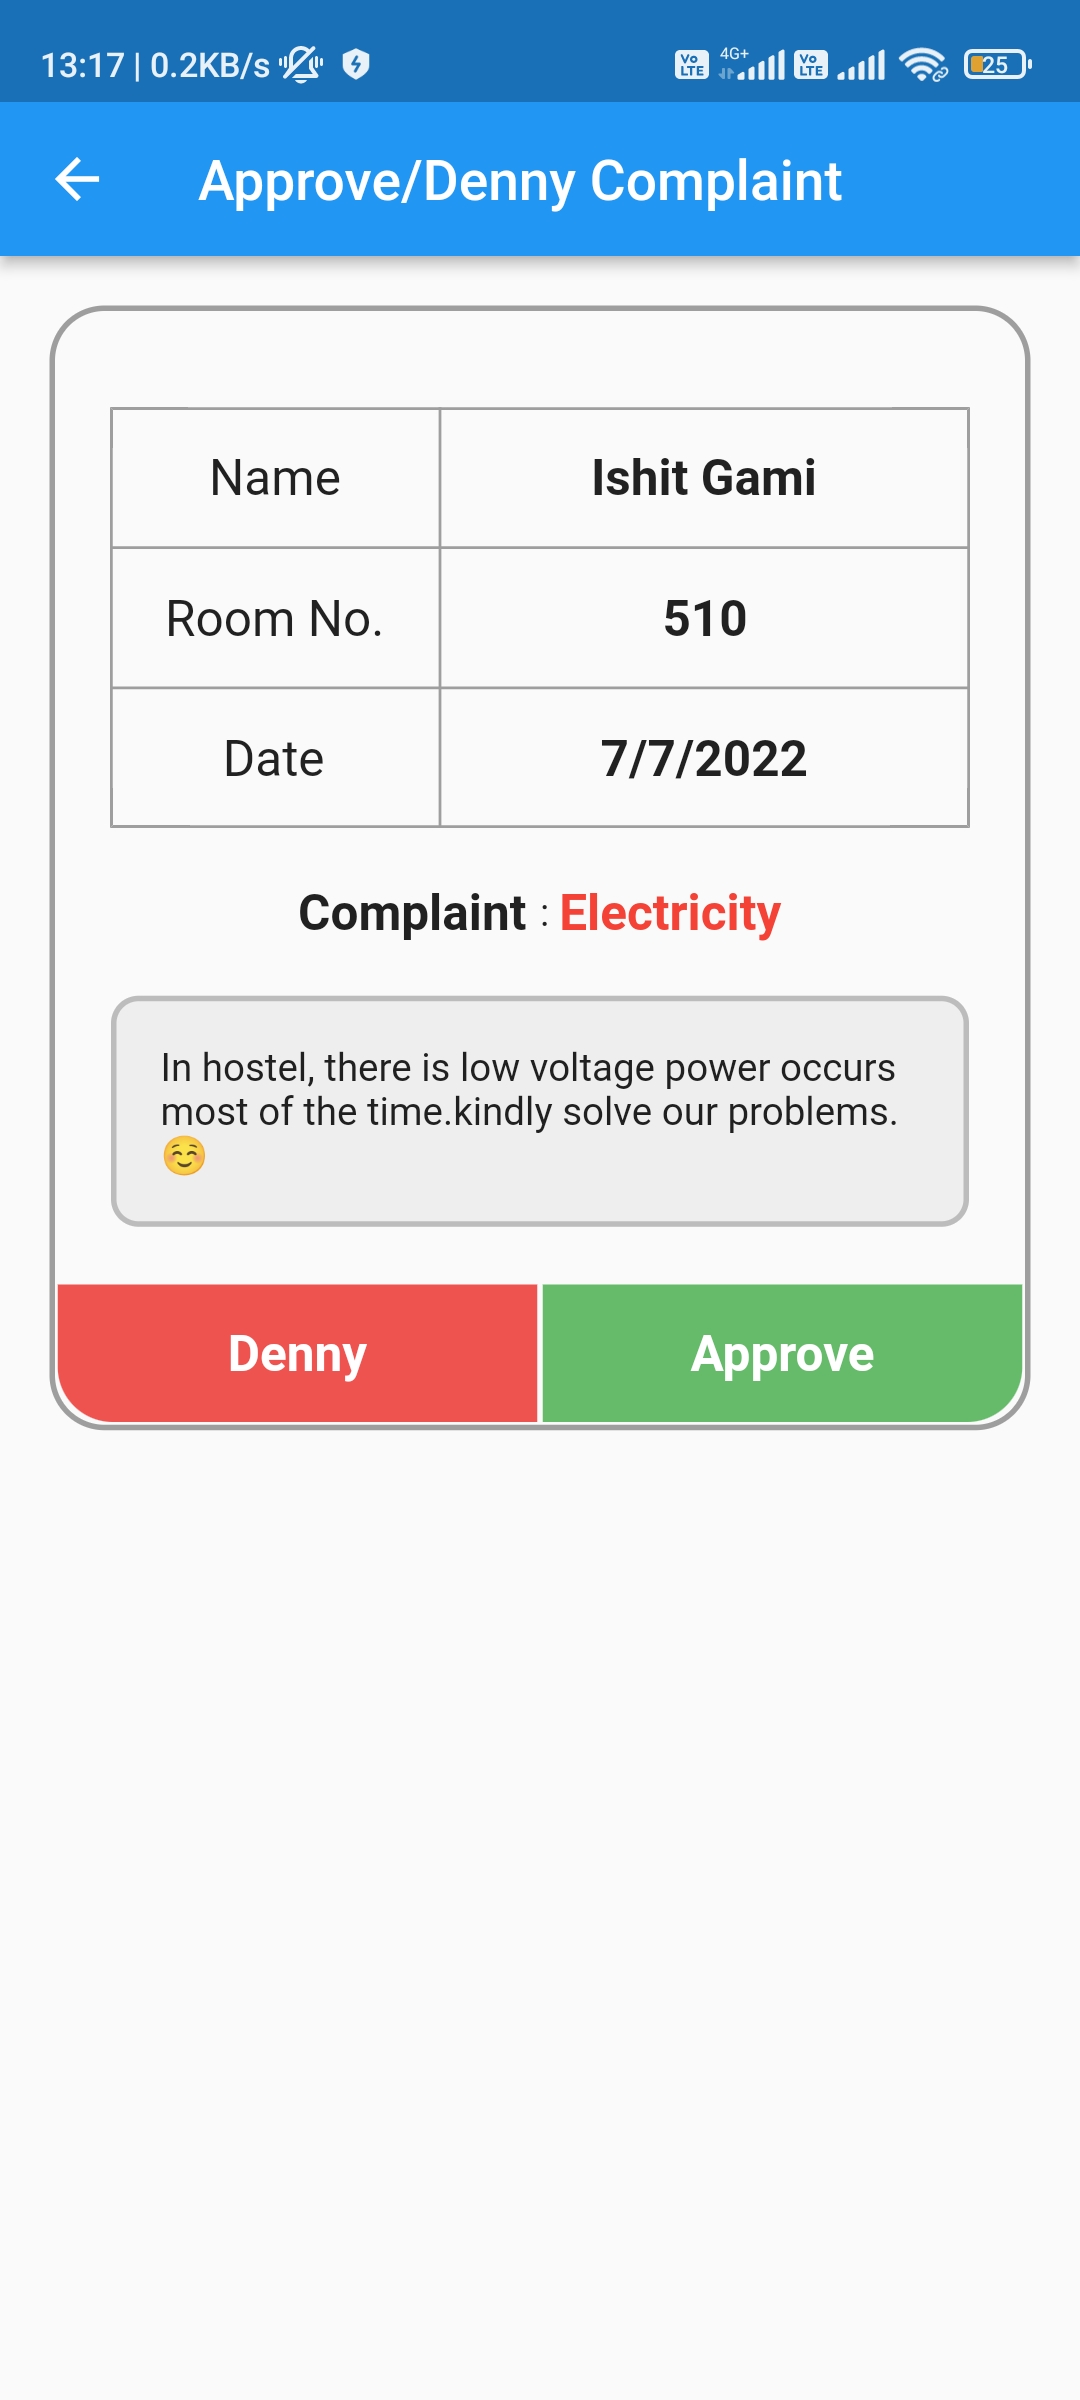 13:17 | 0.2KB/s Vo LTE 4G+ Vo LTE 25
Approve/Denny Complaint
Name Ishit Gami
Room No. 510
Date 7/7/2022
Complaint : Electricity
In hostel, there is low voltage power occurs
most of the time.kindly solve our problems.
☺️
Denny Approve